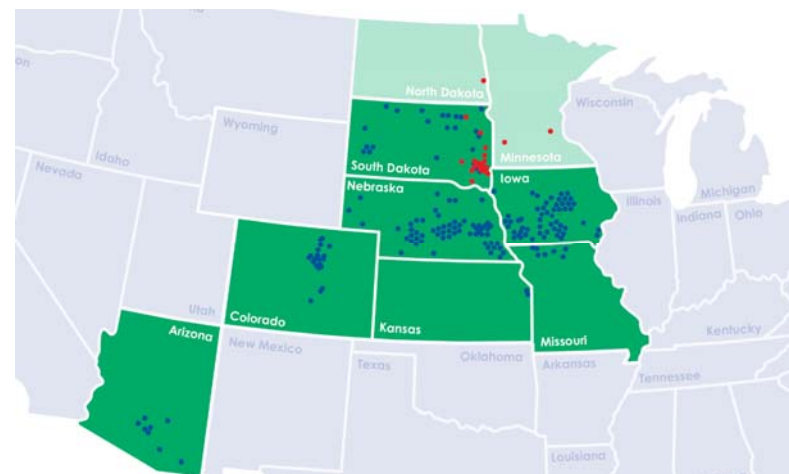 North Dakota
Minnesota
Wisconsin
Wyoming
Idaho
South Dakota
Iowa
Michigan
Nevada
Nebraska
Illinois
Indiana
Ohio
Utah
Colorado
Kansas
Missouri
Arizona
New Mexico
Texas
Oklahoma
Arkansas
Kentucky
Tennessee
Louisiana